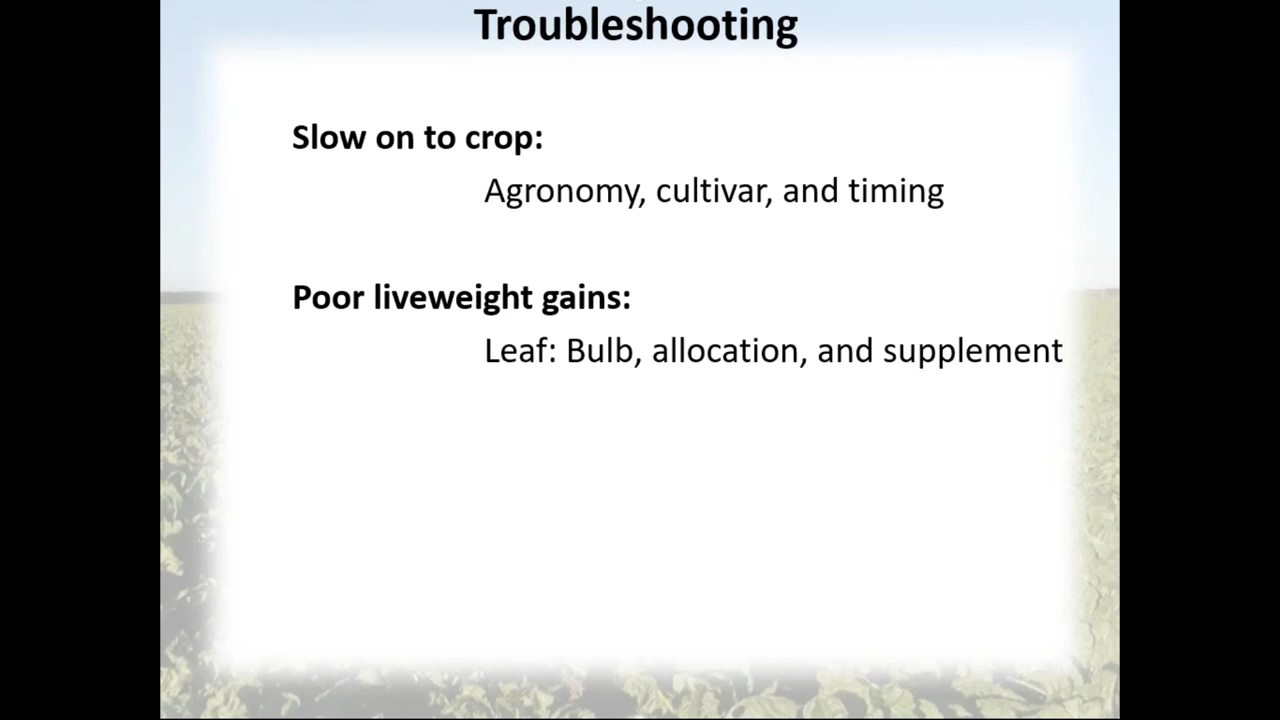 Troubleshooting
Slow on to crop:
Agronomy, cultivar, and timing
Poor liveweight gains:
Leaf: Bulb, allocation, and supplement